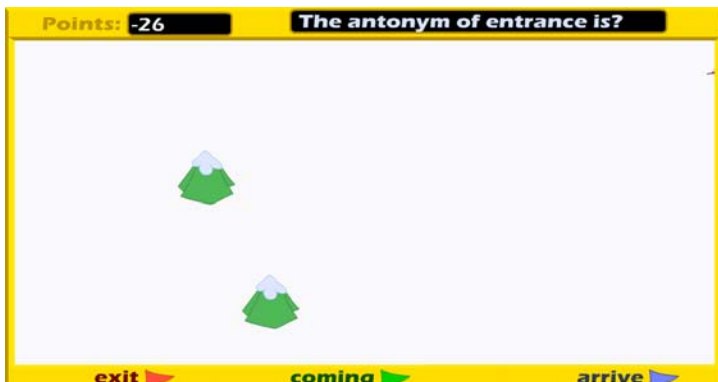 Points: -26 The antonym of entrance is?
exit coming arrive